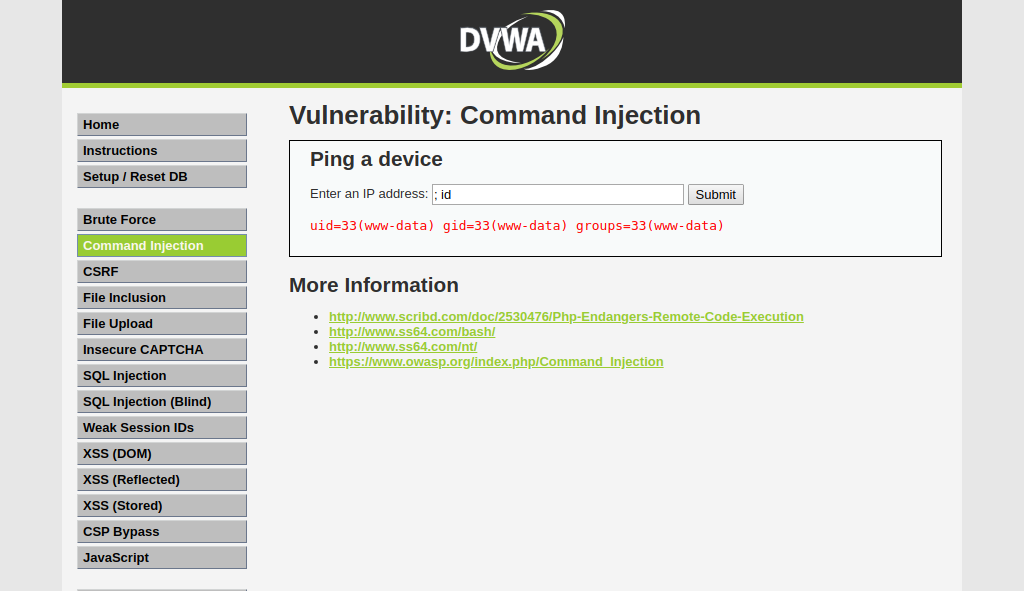 DVWA
Home
Instructions
Setup / Reset DB
Brute Force
Command Injection
CSRF
File Inclusion
File Upload
Insecure CAPTCHA
SQL Injection
SQL Injection (Blind)
Weak Session IDs
XSS (DOM)
XSS (Reflected)
XSS (Stored)
CSP Bypass
JavaScript
Vulnerability: Command Injection
Ping a device
Enter an IP address: ; id Submit
uid=33(www-data) gid=33(www-data) groups=33(www-data)
More Information
http://www.scribd.com/doc/2530476/Php-Endangers-Remote-Code-Execution
http://www.ss64.com/bash/
http://www.ss64.com/nt/
https://www.owasp.org/index.php/Command_Injection